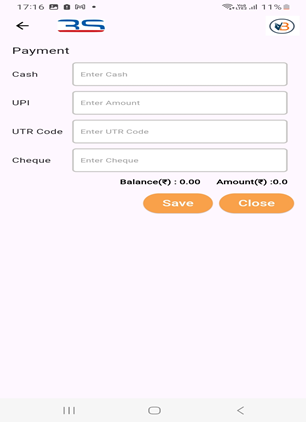 17:16 11%
3S B
Payment
Cash Enter Cash
UPI Enter Amount
UTR Code Enter UTR Code
Cheque Enter Cheque
Balance(₹) : 0.00 Amount(₹) :0.0
Save Close